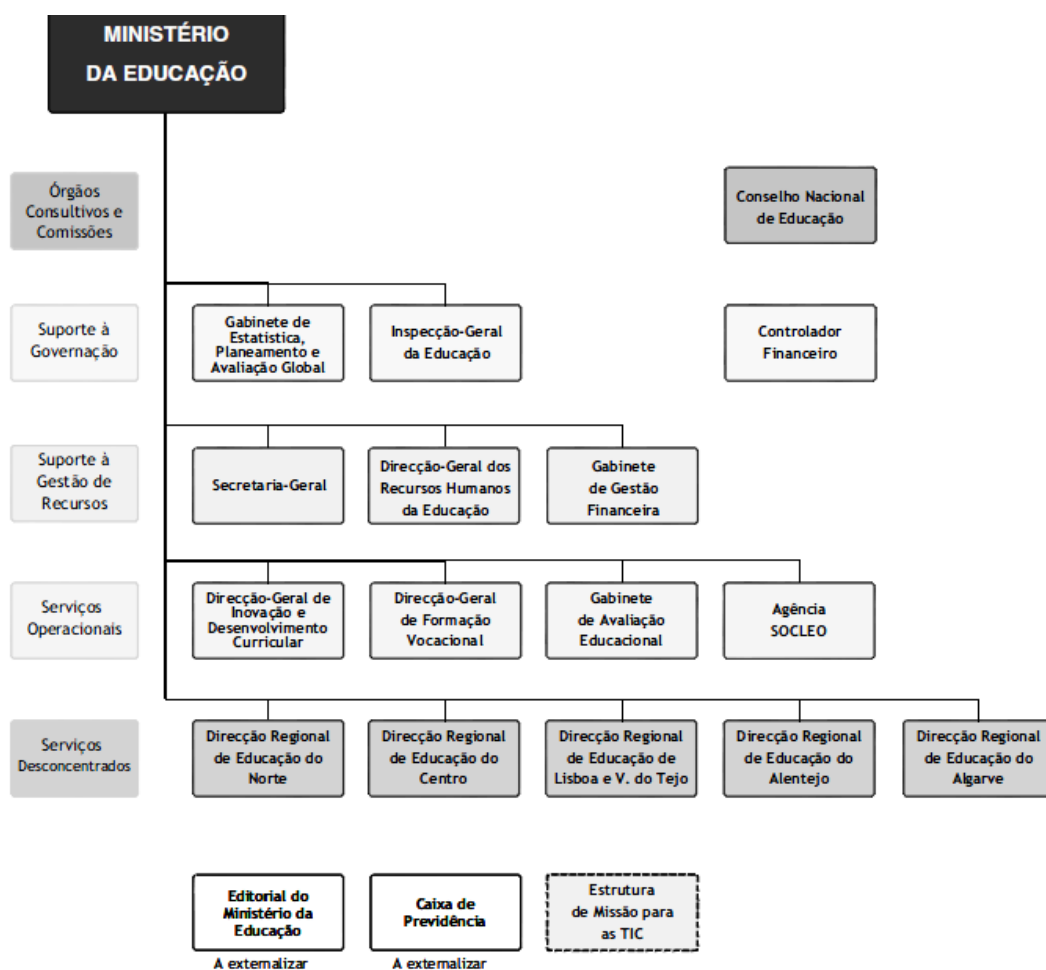 MINISTÉRIO
DA EDUCAÇÃO
Órgãos
Consultivos e
Comissões
Conselho Nacional
de Educação
Suporte à
Governação
Gabinete de
Estatística,
Planeamento e
Avaliação Global
Inspecção-Geral
da Educação
Controlador
Financeiro
Suporte à
Gestão de
Recursos
Secretaria-Geral
Direcção-Geral dos
Recursos Humanos
da Educação
Gabinete
de Gestão
Financeira
Serviços
Operacionais
Direcção-Geral de
Inovação e
Desenvolvimento
Curricular
Direcção-Geral
de Formação
Vocacional
Gabinete
de Avaliação
Educacional
Agência
SOCLEO
Serviços
Desconcentrados
Direcção Regional
de Educação do
Norte
Direcção Regional
de Educação do
Centro
Direcção Regional
de Educação de
Lisboa e V. do Tejo
Direcção Regional
de Educação do
Alentejo
Direcção Regional
de Educação do
Algarve
Editorial do
Ministério da
Educação
A externalizar
Caixa de
Previdência
A externalizar
Estrutura
de Missão para
as TIC